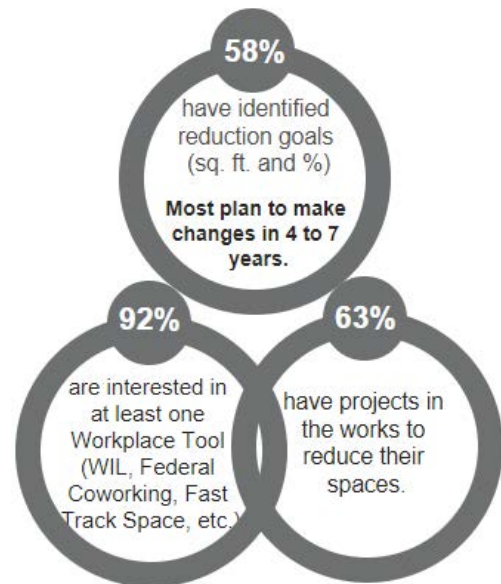 58%
have identified
reduction goals
(sq. ft. and %)
Most plan to make
changes in 4 to 7
years.
92%
are interested in
at least one
Workplace Tool
(WIL, Federal
Coworking, Fast
Track Space, etc.)
63%
have projects in
the works to
reduce their
spaces.